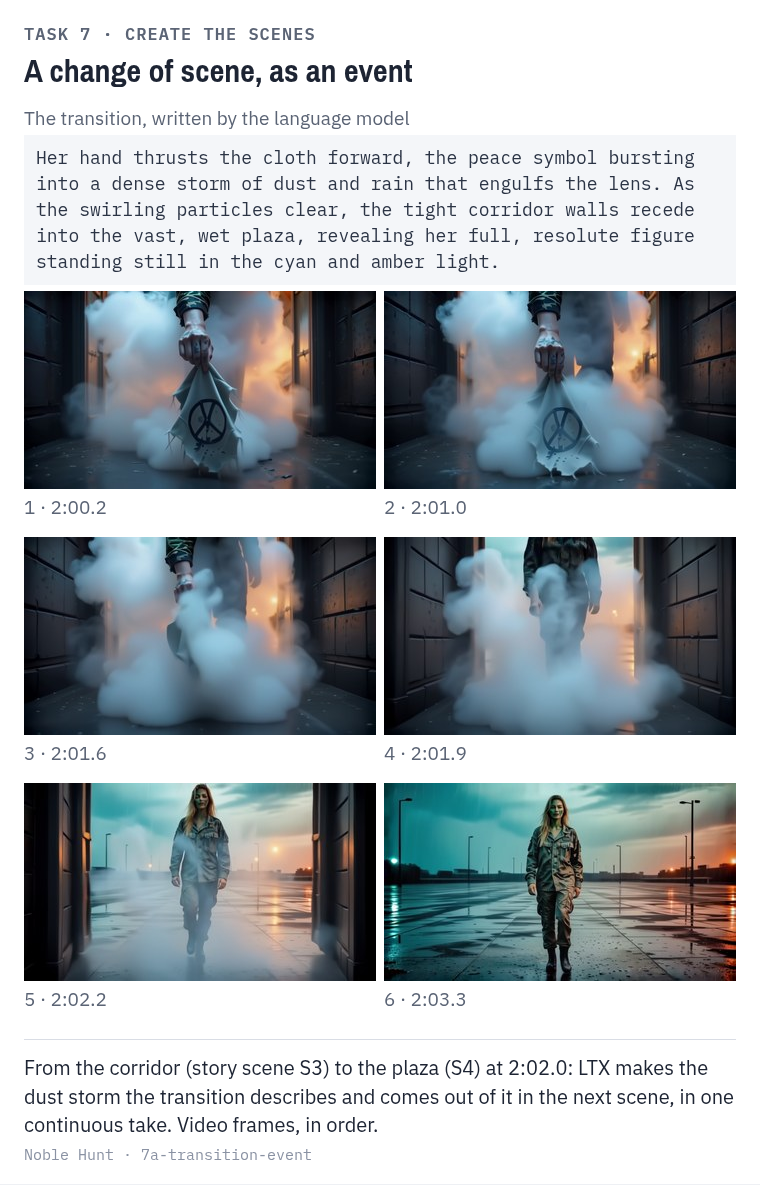 TASK 7 · CREATE THE SCENES
A change of scene, as an event
The transition, written by the language model
Her hand thrusts the cloth forward, the peace symbol bursting
into a dense storm of dust and rain that engulfs the lens. As
the swirling particles clear, the tight corridor walls recede
into the vast, wet plaza, revealing her full, resolute figure
standing still in the cyan and amber light.
1 · 2:00.2
2 · 2:01.0
3 · 2:01.6
4 · 2:01.9
5 · 2:02.2
6 · 2:03.3
From the corridor (story scene S3) to the plaza (S4) at 2:02.0: LTX makes the
dust storm the transition describes and comes out of it in the next scene, in one
continuous take. Video frames, in order.
Noble Hunt · 7a-transition-event